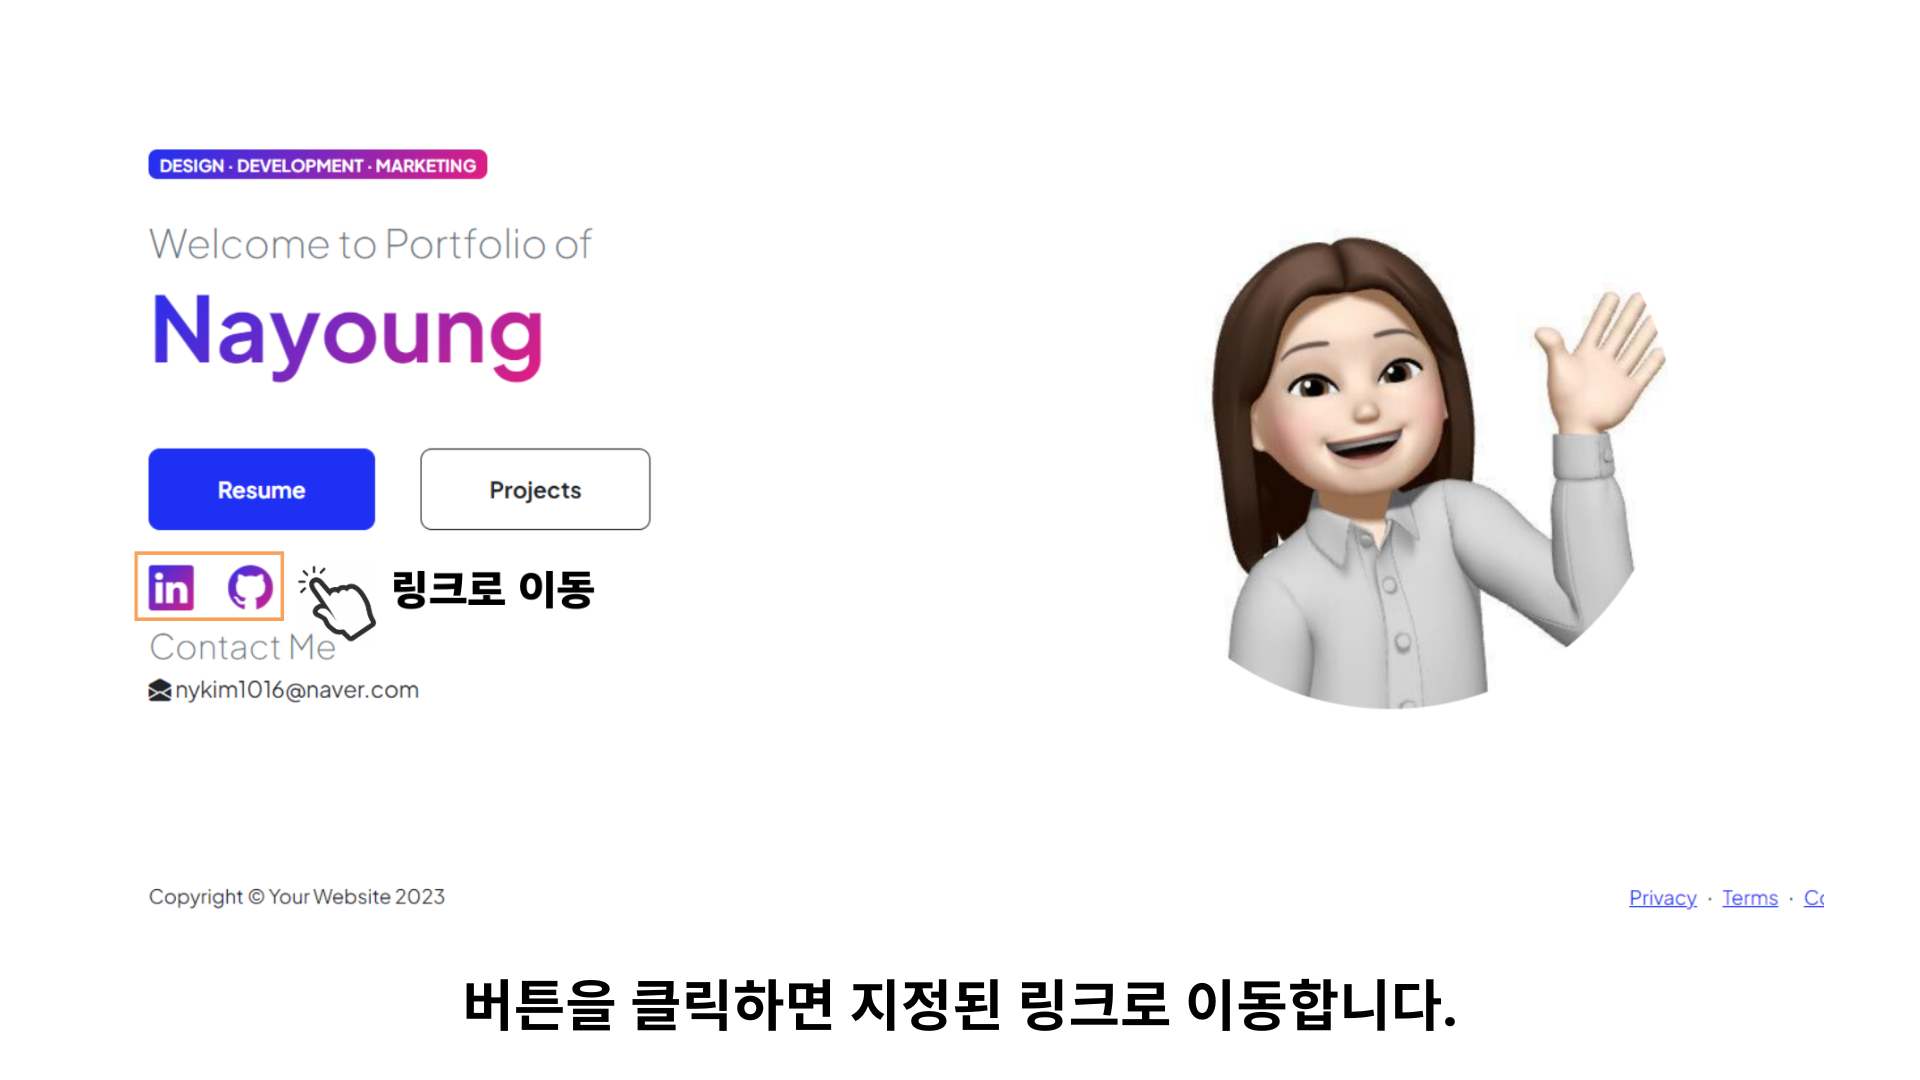 DESIGN · DEVELOPMENT · MARKETING
Welcome to Portfolio of
Nayoung
Resume
Projects
in
링크로 이동
Contact Me
nykim1016@naver.com
Copyright © Your Website 2023
Privacy · Terms ·
버튼을 클릭하면 지정된 링크로 이동합니다.